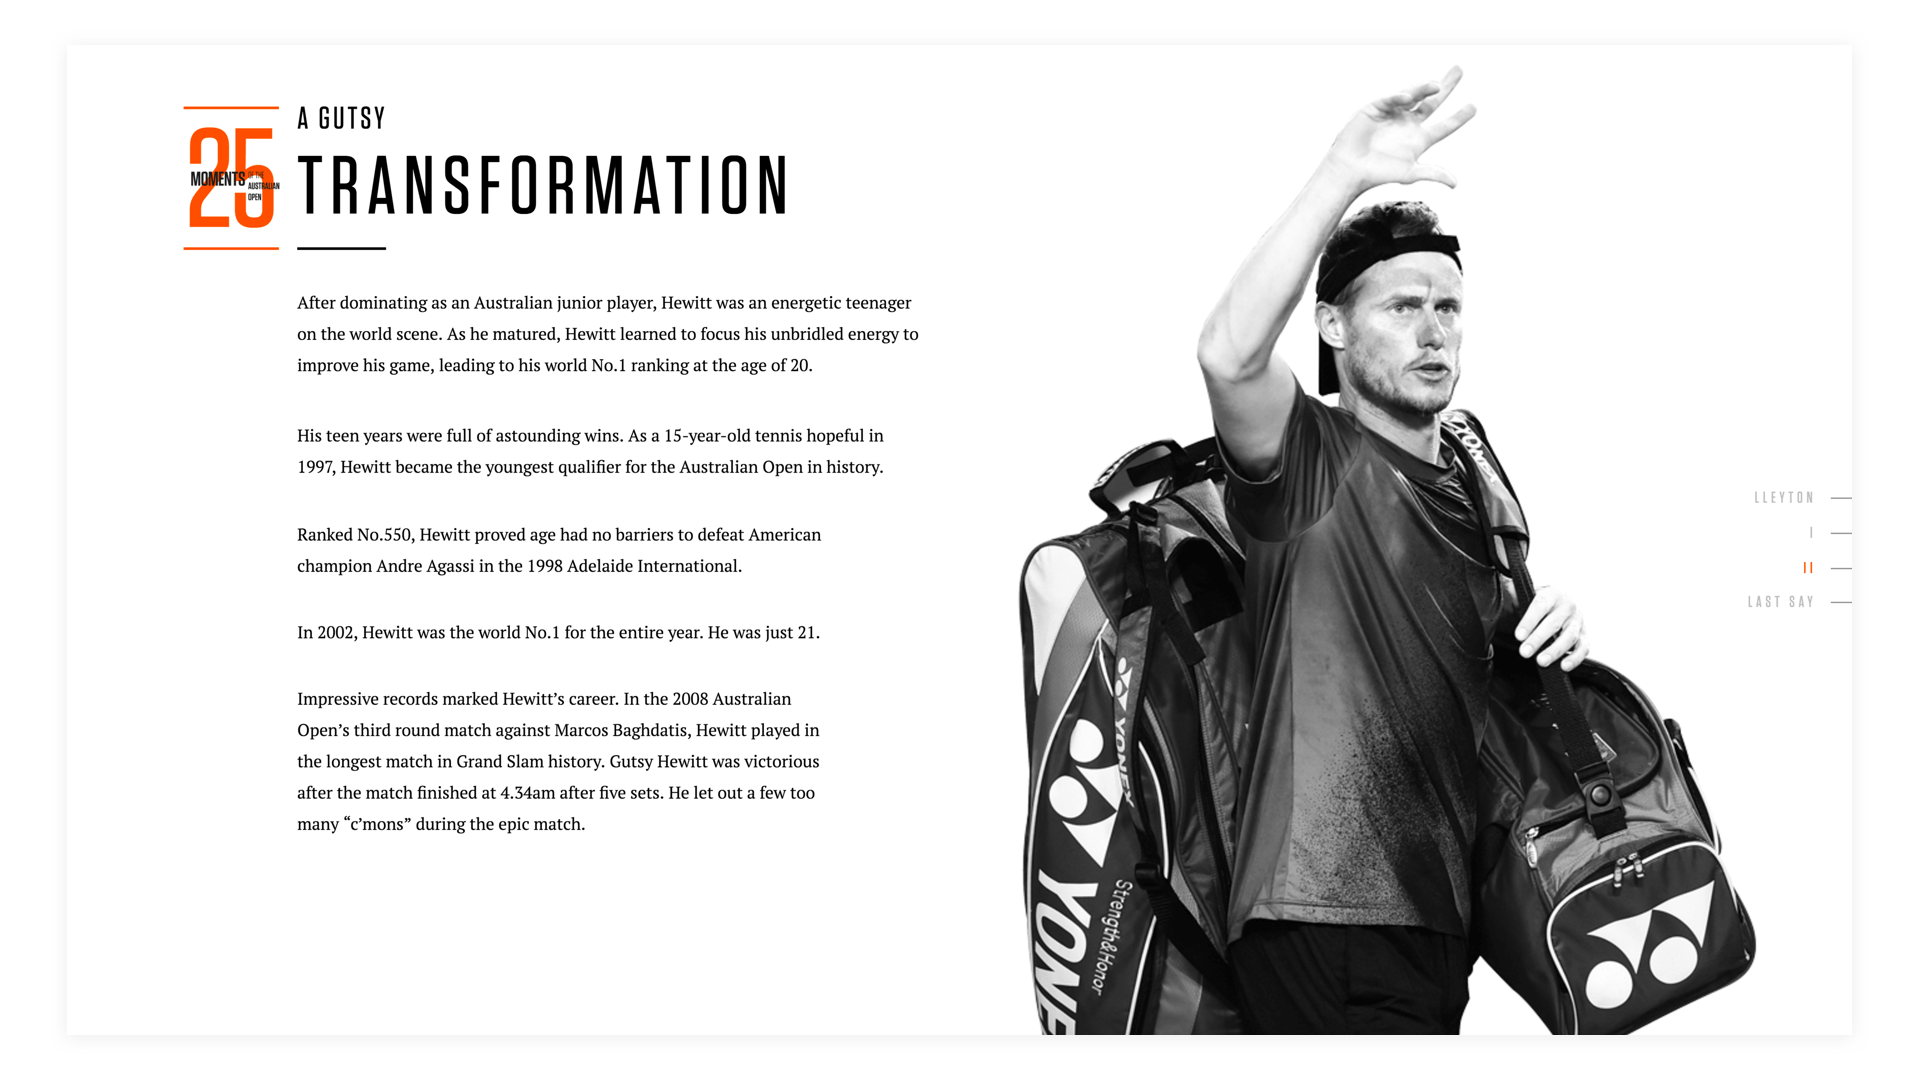 25
MOMENTS
OF THE
AUSTRALIAN
OPEN
A GUTSY
TRANSFORMATION
After dominating as an Australian junior player, Hewitt was an energetic teenager
on the world scene. As he matured, Hewitt learned to focus his unbridled energy to
improve his game, leading to his world No.1 ranking at the age of 20.
His teen years were full of astounding wins. As a 15-year-old tennis hopeful in
1997, Hewitt became the youngest qualifier for the Australian Open in history.
Ranked No.550, Hewitt proved age had no barriers to defeat American
champion Andre Agassi in the 1998 Adelaide International.
In 2002, Hewitt was the world No.1 for the entire year. He was just 21.
Impressive records marked Hewitt’s career. In the 2008 Australian
Open’s third round match against Marcos Baghdatis, Hewitt played in
the longest match in Grand Slam history. Gutsy Hewitt was victorious
after the match finished at 4.34am after five sets. He let out a few too
many “c’mons” during the epic match.
YONEX
YONEX
YONEX
Strength&Honor
LLEYTON
I
II
LAST SAY